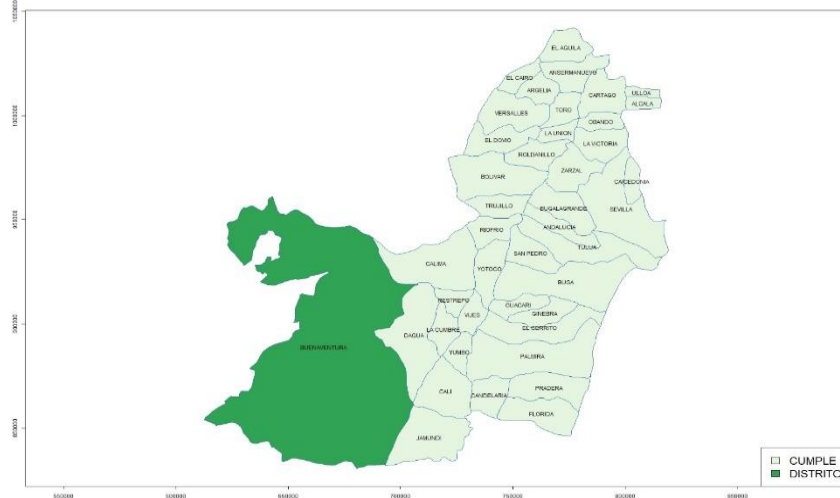 EL AGUILA
ANSERMANUEVO
EL CAIRO
ARGELIA
CARTAGO
ULLOA
ALCALA
TORO
VERSALLES
OBANDO
LA UNION
EL DOVIO
LA VICTORIA
ROLDANILLO
ZARZAL
BOLIVAR
CAICEDONIA
TRUJILLO
BUGALAGRANDE
SEVILLA
ANDALUCIA
RIOFRIO
TULUA
SAN PEDRO
CALIMA
YOTOCO
BUGA
RESTREPO
GUACARI
GINEBRA
VIJES
EL SERRITO
LA CUMBRE
DAGUA
BUENAVENTURA
YUMBO
PALMIRA
CALI
CANDELARIA
PRADERA
FLORIDA
JAMUNDI
CUMPLE
DISTRITO